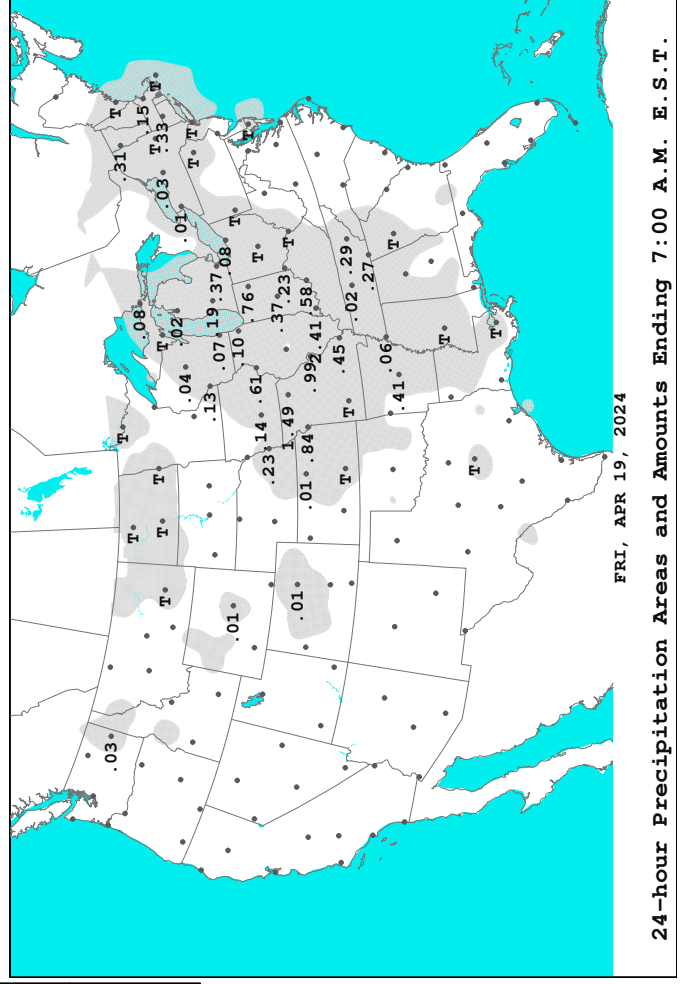 T
.31
.03
T
T
.08
.15
T
T
T
T
T
.03
.33
T
.02
.01
.04
T
T
.13
.07
.19
.37
.08
.01
T
.10
.76
T
.61
T
.14
.23
.37
.23
T
1.49
.01
.01
.84
.99
2.41
.58
.45
T
T
.02
.29
.27
.06
T
.41
T
T
T
FRI, APR 19, 2024
24-hour Precipitation Areas and Amounts Ending 7:00 A.M. E.S.T.